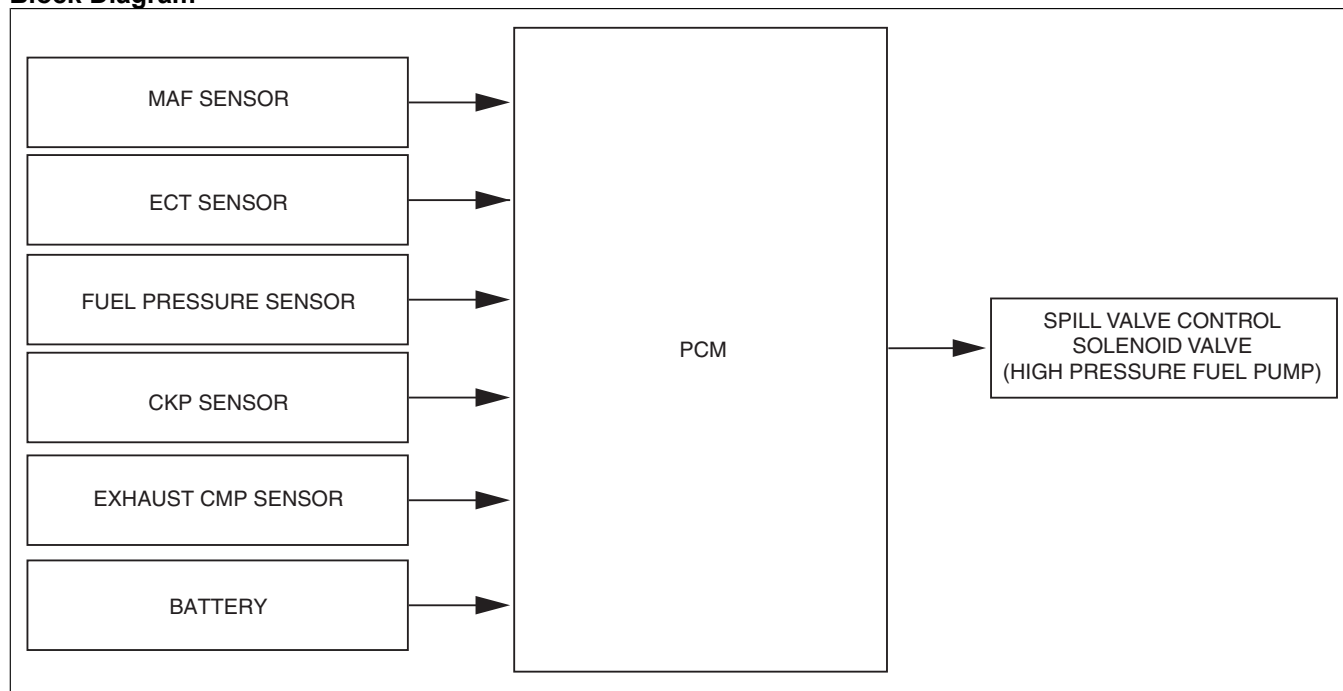 Block Diagram
MAF SENSOR
ECT SENSOR
FUEL PRESSURE SENSOR
CKP SENSOR
EXHAUST CMP SENSOR
BATTERY
PCM
SPILL VALVE CONTROL
SOLENOID VALVE
(HIGH PRESSURE FUEL PUMP)